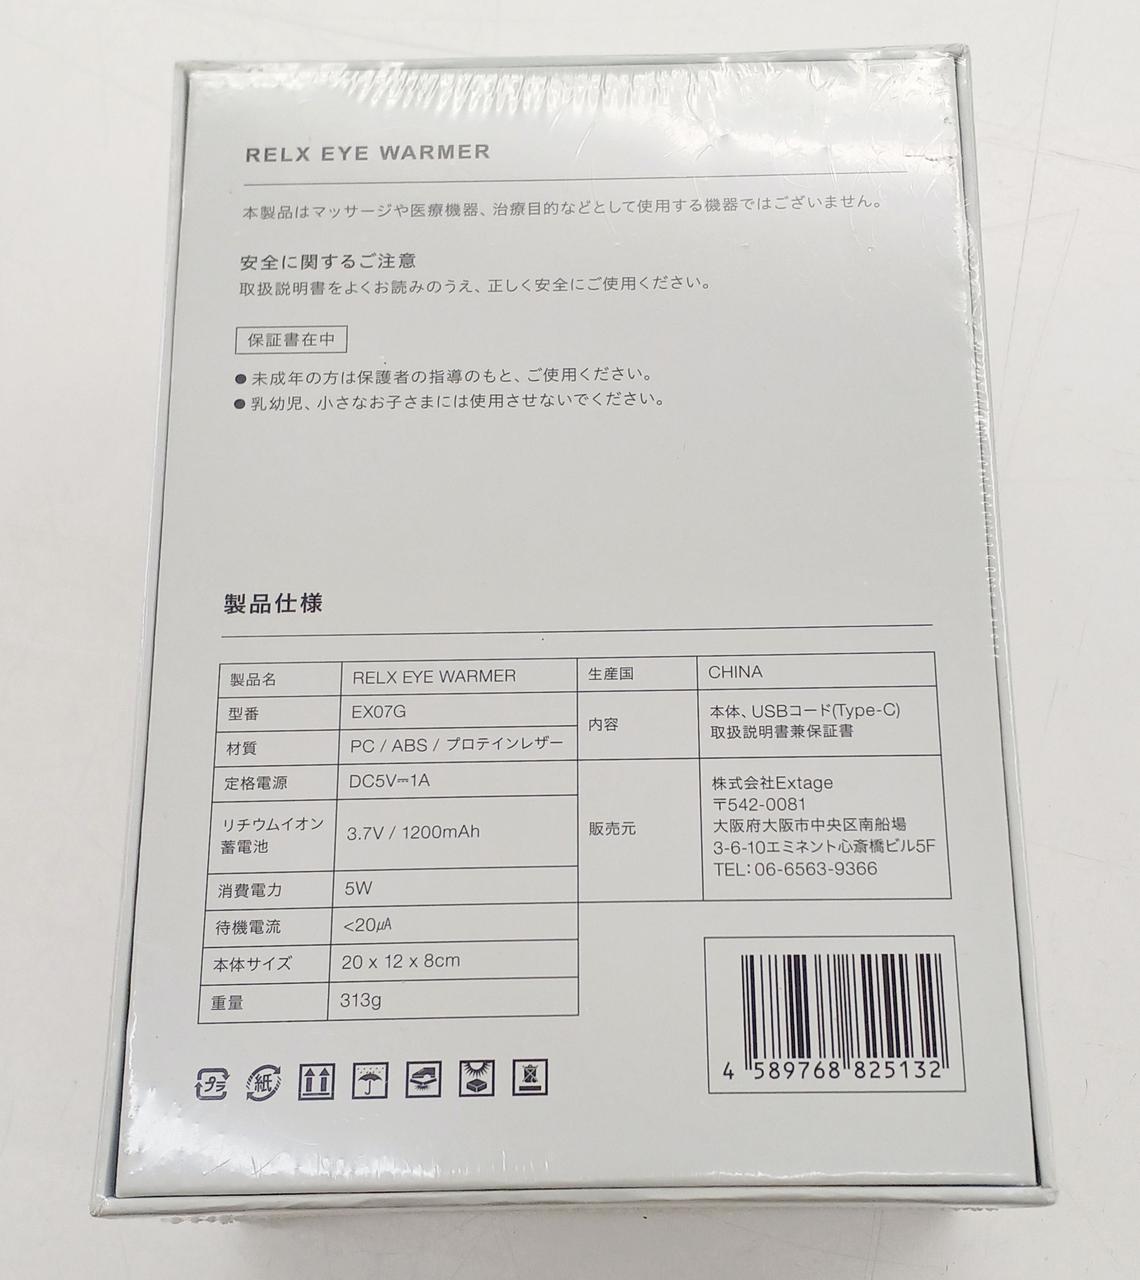 RELX EYE WARMER
本製品はマッサージや医療機器、治療目的などとして使用する機器ではございません。
安全に関するご注意
取扱説明書をよくお読みのうえ、正しく安全にご使用ください。
保証書在中
●未成年の方は保護者の指導のもと、ご使用ください。
●乳幼児、小さなお子さまには使用させないでください。
製品仕様
製品名 RELX EYE WARMER
型番 EX07G
材質 PC / ABS / プロテインレザー
定格電源 DC5V⎓1A
リチウムイオン
蓄電池 3.7V / 1200mAh
消費電力 5W
待機電流 <20μA
本体サイズ 20 x 12 x 8cm
重量 313g
生産国 CHINA
内容 本体、USBコード(Type-C)
取扱説明書兼保証書
販売元 株式会社Extage
〒542-0081
大阪府大阪市中央区南船場
3-6-10エミネント心斎橋ビル5F
TEL:06-6563-9366
プラ
紙
4 589768 825132